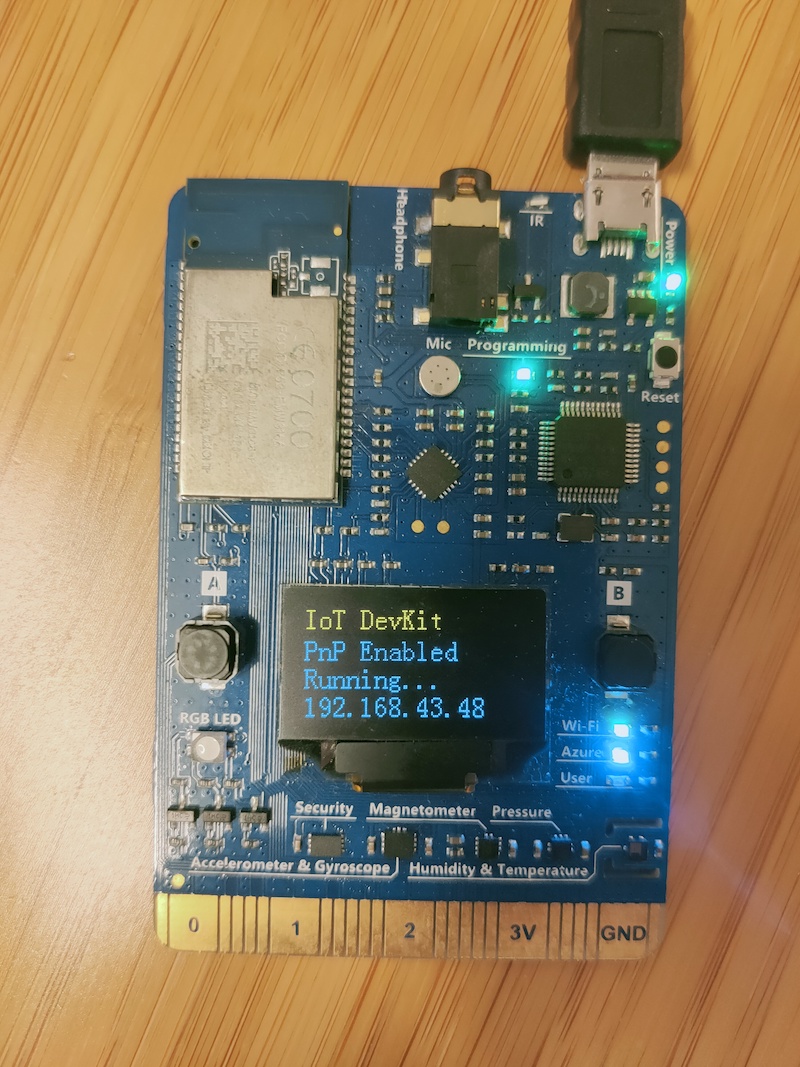 Headphone
IR
Power
Mic
Programming
Reset
A
B
IoT DevKit
PnP Enabled
Running...
192.168.43.48
RGB LED
Wi-Fi
Azure
User
Security
Magnetometer
Pressure
Accelerometer & Gyroscope
Humidity & Temperature
0
1
2
3V
GND